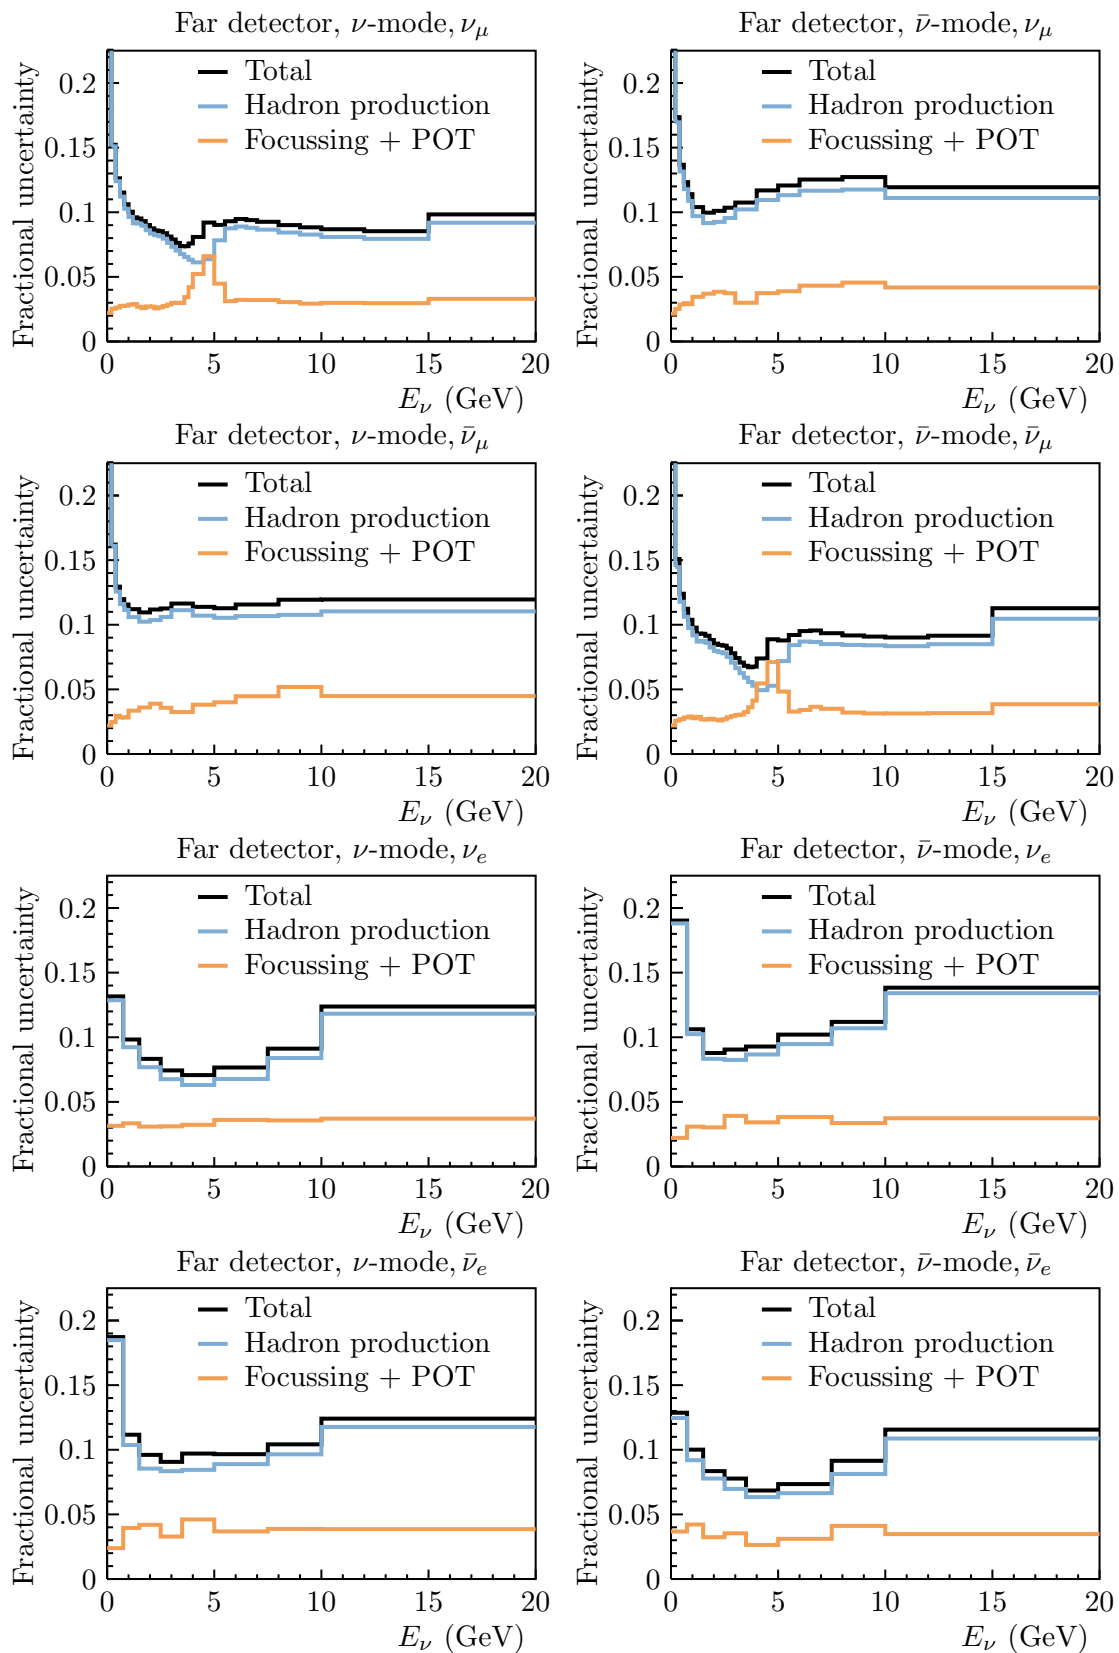 Far detector, ν-mode, ν_μ
Fractional uncertainty
0.2
0.15
0.1
0.05
0
Total
Hadron production
Focussing + POT
0 5 10 15 20
E_ν (GeV)
Far detector, ν̄-mode, ν_μ
Fractional uncertainty
0.2
0.15
0.1
0.05
0
Total
Hadron production
Focussing + POT
0 5 10 15 20
E_ν (GeV)
Far detector, ν-mode, ν̄_μ
Fractional uncertainty
0.2
0.15
0.1
0.05
0
Total
Hadron production
Focussing + POT
0 5 10 15 20
E_ν (GeV)
Far detector, ν̄-mode, ν̄_μ
Fractional uncertainty
0.2
0.15
0.1
0.05
0
Total
Hadron production
Focussing + POT
0 5 10 15 20
E_ν (GeV)
Far detector, ν-mode, ν_e
Fractional uncertainty
0.2
0.15
0.1
0.05
0
Total
Hadron production
Focussing + POT
0 5 10 15 20
E_ν (GeV)
Far detector, ν̄-mode, ν_e
Fractional uncertainty
0.2
0.15
0.1
0.05
0
Total
Hadron production
Focussing + POT
0 5 10 15 20
E_ν (GeV)
Far detector, ν-mode, ν̄_e
Fractional uncertainty
0.2
0.15
0.1
0.05
0
Total
Hadron production
Focussing + POT
0 5 10 15 20
E_ν (GeV)
Far detector, ν̄-mode, ν̄_e
Fractional uncertainty
0.2
0.15
0.1
0.05
0
Total
Hadron production
Focussing + POT
0 5 10 15 20
E_ν (GeV)